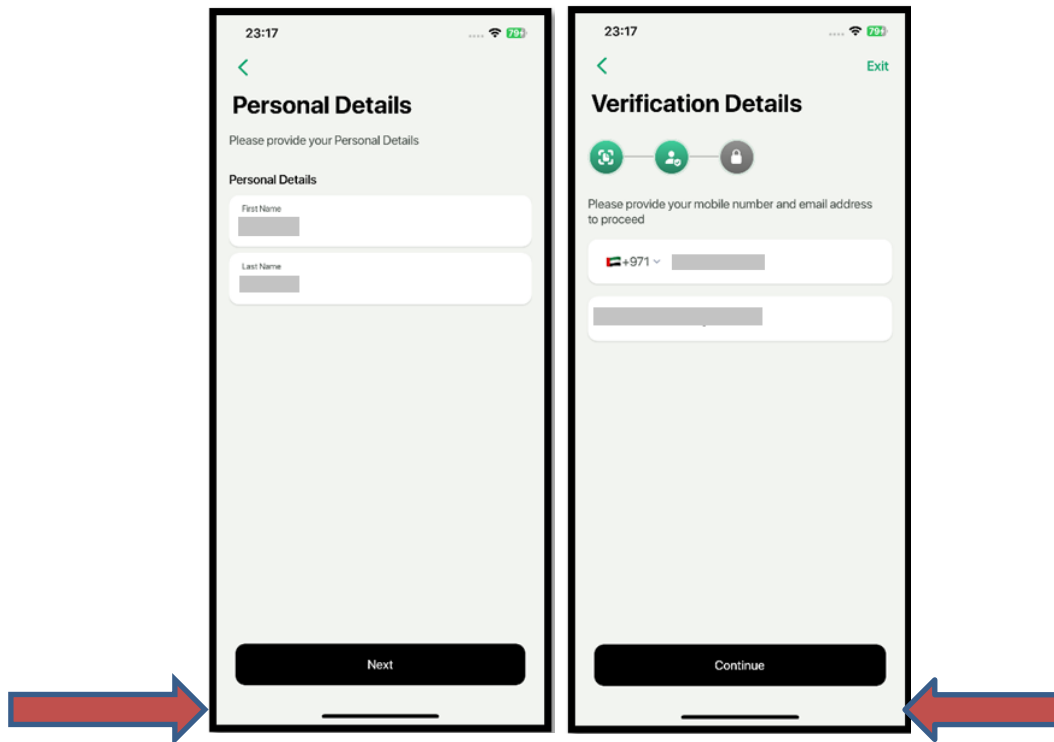 23:17
79
Personal Details
Please provide your Personal Details
Personal Details
First Name
Last Name
Next
23:17
79
Exit
Verification Details
Please provide your mobile number and email address
to proceed
+971
Continue